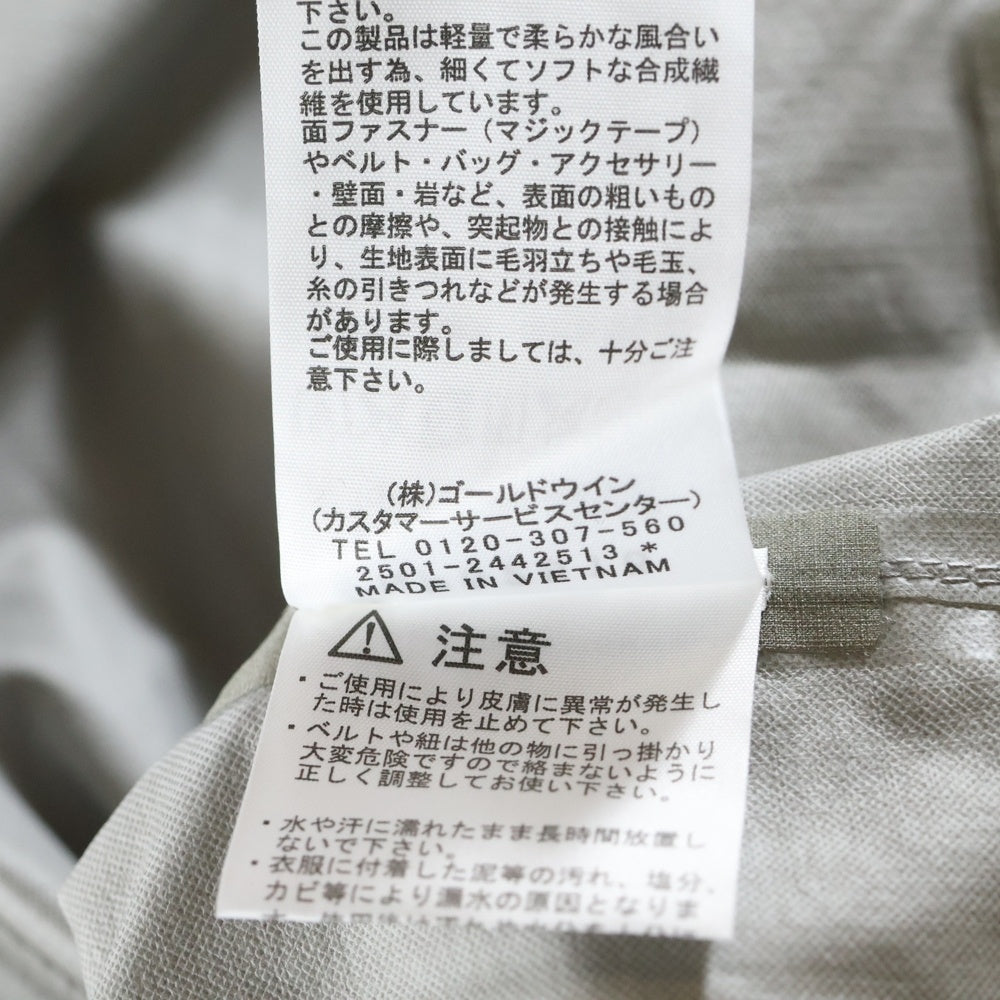 下さい。
この製品は軽量で柔らかな風合い
を出す為、細くてソフトな合成繊
維を使用しています。
面ファスナー（マジックテープ）
やベルト・バッグ・アクセサリー
・壁面・岩など、表面の粗いもの
との摩擦や、突起物との接触によ
り、生地表面に毛羽立ちや毛玉、
糸の引きつれなどが発生する場合
があります。
ご使用に際しましては、十分ご注
意下さい。
(株)ゴールドウイン
(カスタマーサービスセンター)
TEL 0120-307-560
2501-2442513 *
MADE IN VIETNAM
注意
・ご使用により皮膚に異常が発生し
た時は使用を止めて下さい。
・ベルトや紐は他の物に引っ掛かり
大変危険ですので絡まないように
正しく調整してお使い下さい。
・水や汗に濡れたまま長時間放置し
ないで下さい。
・衣服に付着した泥等の汚れ、塩分、
カビ等により漏水の原因となりま